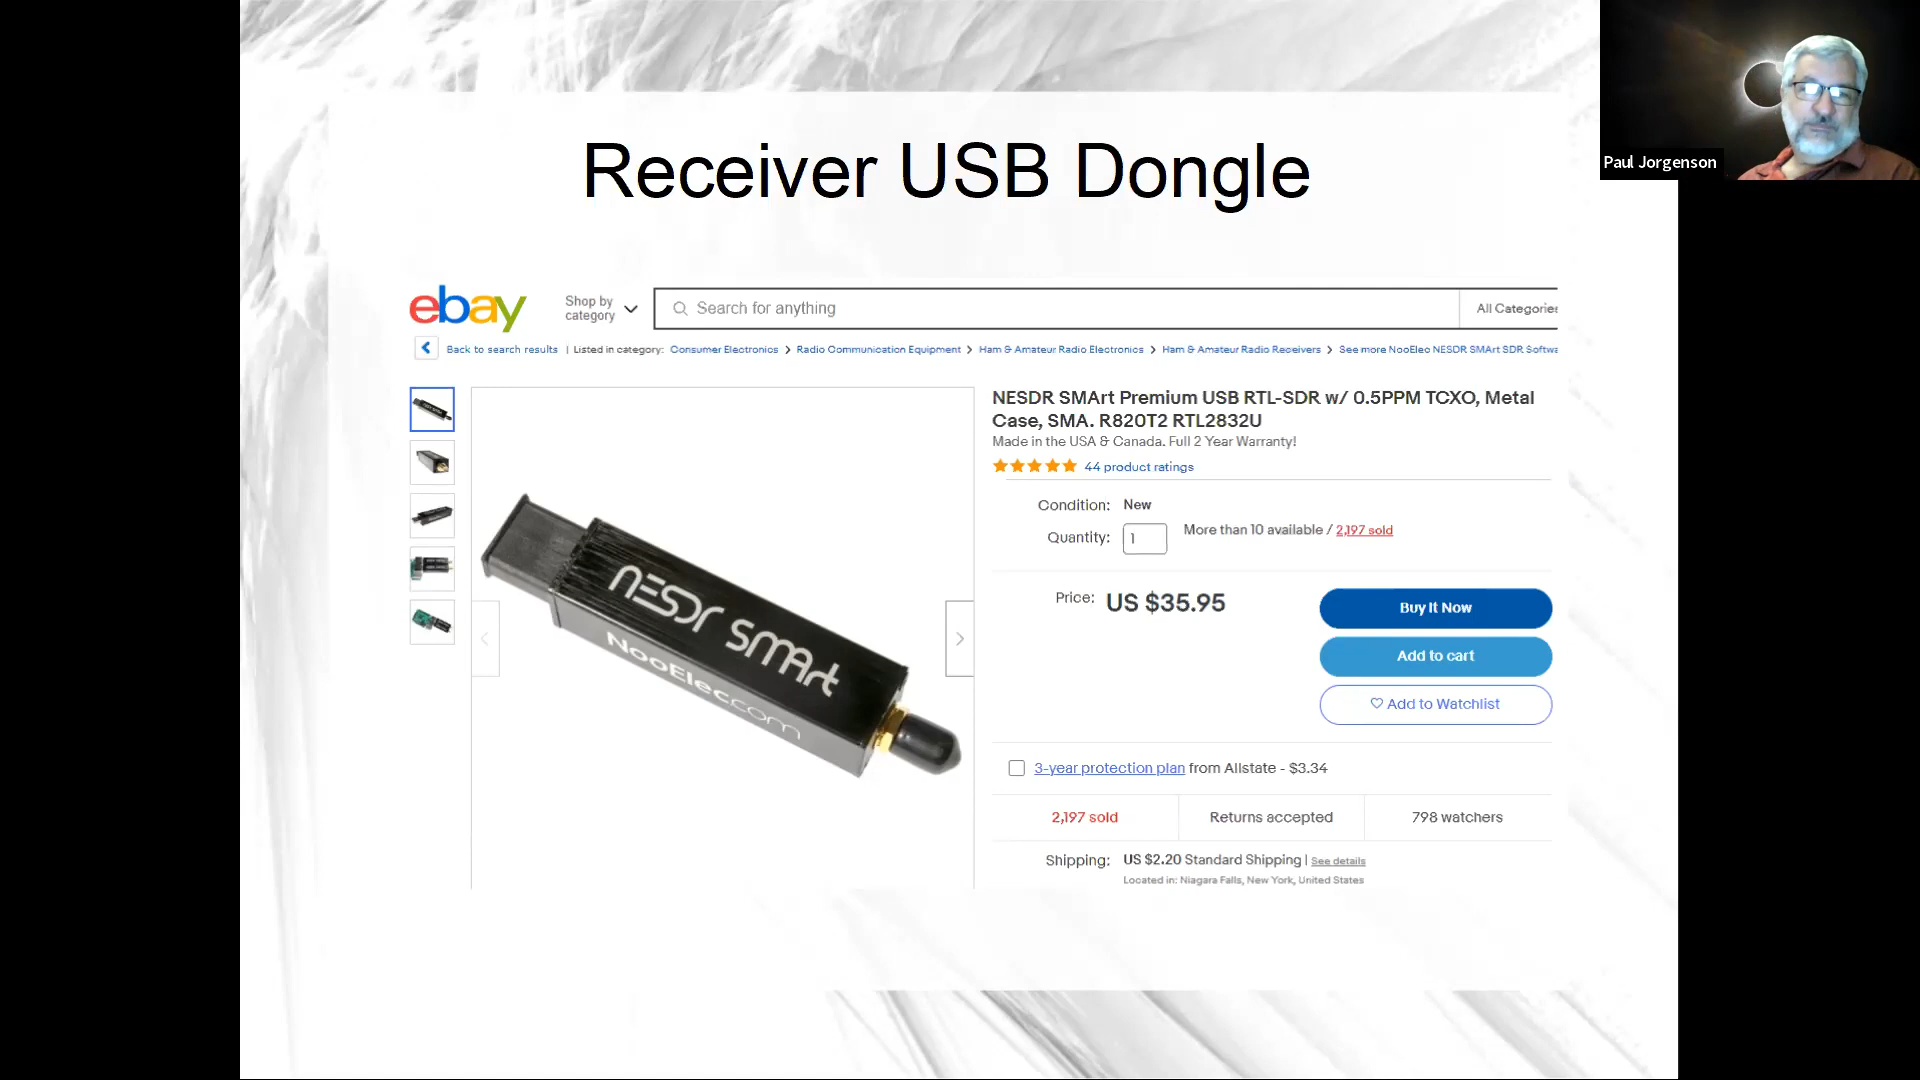 Receiver USB Dongle
Paul Jorgenson
ebay
Shop by
category
Search for anything
All Categories
Back to search results | Listed in category: Consumer Electronics > Radio Communication Equipment > Ham & Amateur Radio Electronics > Ham & Amateur Radio Receivers > See more NooElec NESDR SMArt SDR Softwa
NESDR SMArt Premium USB RTL-SDR w/ 0.5PPM TCXO, Metal
Case, SMA. R820T2 RTL2832U
Made in the USA & Canada. Full 2 Year Warranty!
44 product ratings
Condition: New
Quantity: 1 More than 10 available / 2,197 sold
Price: US $35.95
Buy It Now
Add to cart
Add to Watchlist
3-year protection plan from Allstate - $3.34
2,197 sold Returns accepted 798 watchers
Shipping: US $2.20 Standard Shipping | See details
Located in: Niagara Falls, New York, United States
NESDR SMArt
NooElec.com